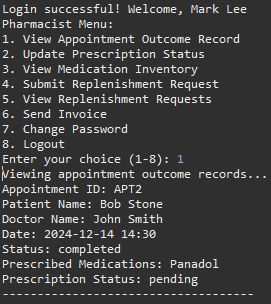 Login successful! Welcome, Mark Lee
Pharmacist Menu:
1. View Appointment Outcome Record
2. Update Prescription Status
3. View Medication Inventory
4. Submit Replenishment Request
5. View Replenishment Requests
6. Send Invoice
7. Change Password
8. Logout
Enter your choice (1-8): 1
Viewing appointment outcome records...
Appointment ID: APT2
Patient Name: Bob Stone
Doctor Name: John Smith
Date: 2024-12-14 14:30
Status: completed
Prescribed Medications: Panadol
Prescription Status: pending
------------------------------------